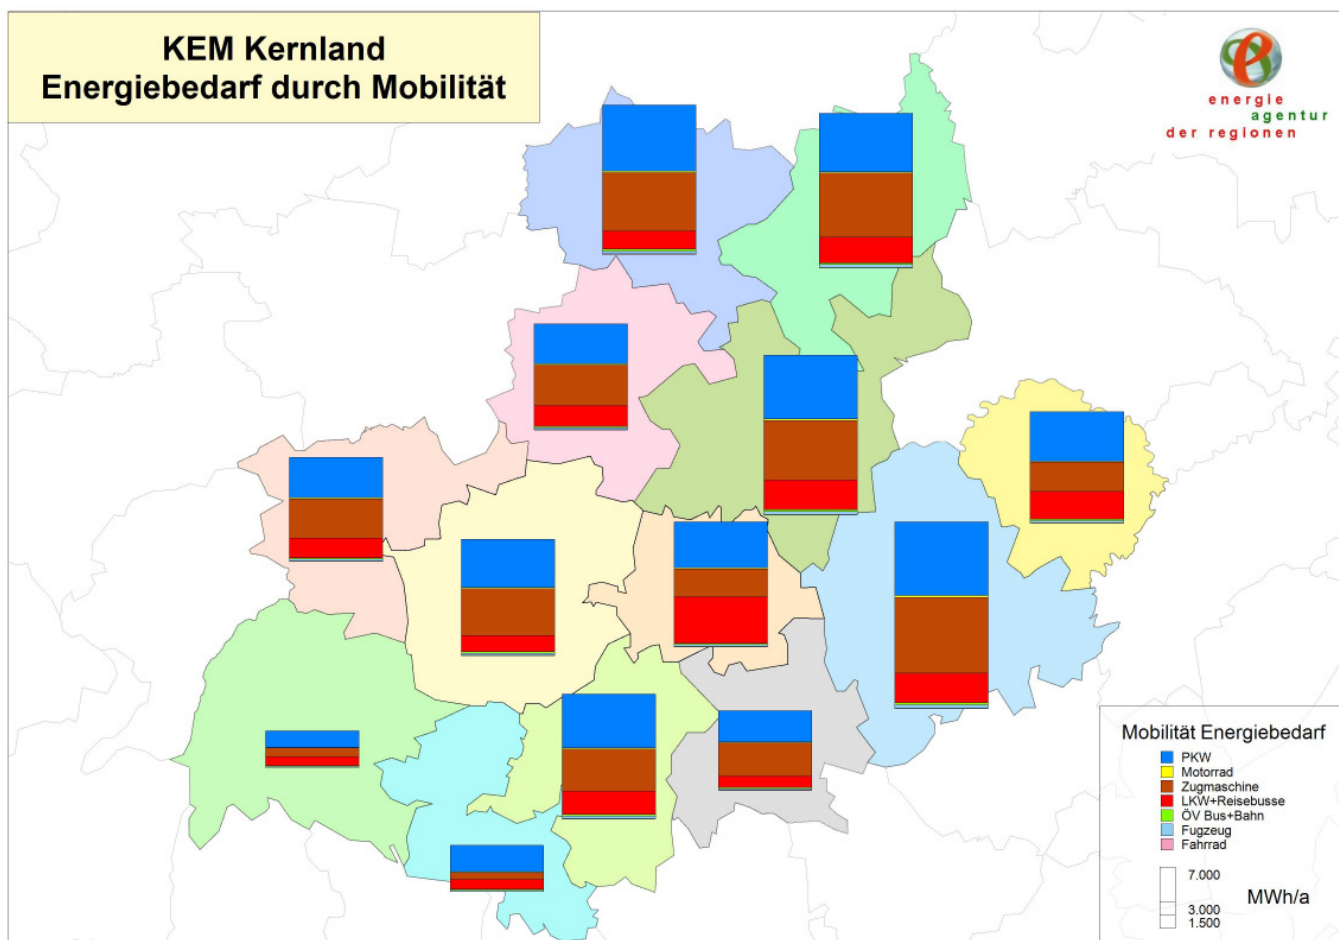 KEM Kernland
Energiebedarf durch Mobilität
energie
agentur
der regionen
Mobilität Energiebedarf
PKW
Motorrad
Zugmaschine
LKW+Reisebusse
ÖV Bus+Bahn
Fugzeug
Fahrrad
7.000
MWh/a
3.000
1.500